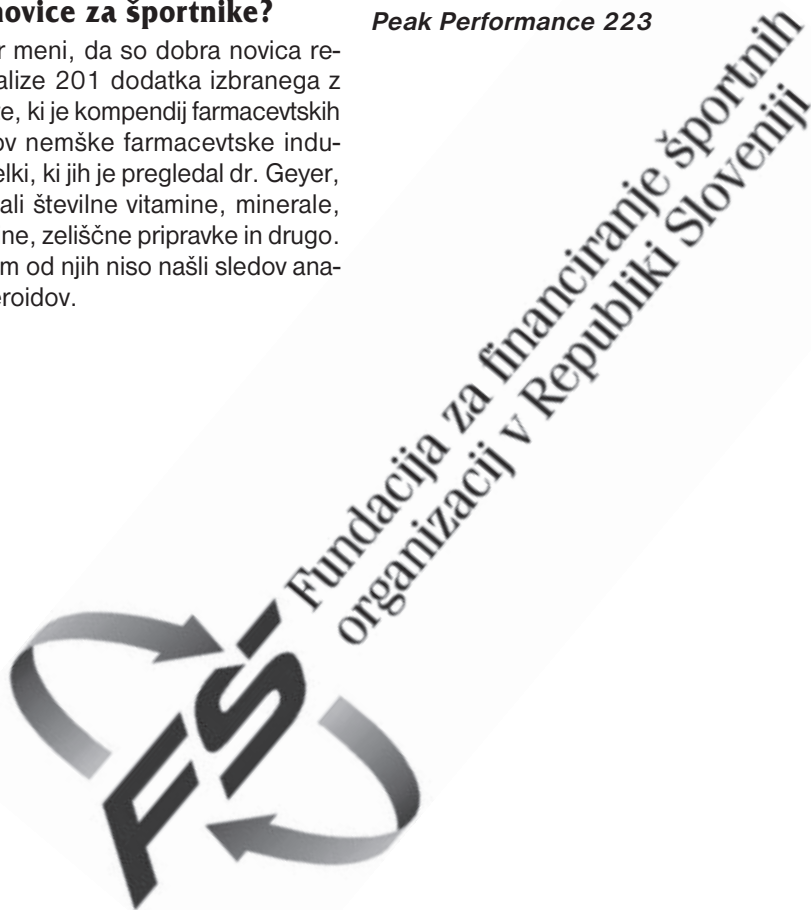 novice za športnike?
r meni, da so dobra novica re-
alize 201 dodatka izbranega z
e, ki je kompendij farmacevtskih
ov nemške farmacevtske indu-
elki, ki jih je pregledal dr. Geyer,
ali številne vitamine, minerale,
ne, zeliščne pripravke in drugo.
m od njih niso našli sledov ana-
eroidov.
Peak Performance 223
Fundacija za financiranje športnih
organizacij v Republiki Sloveniji
FŠ